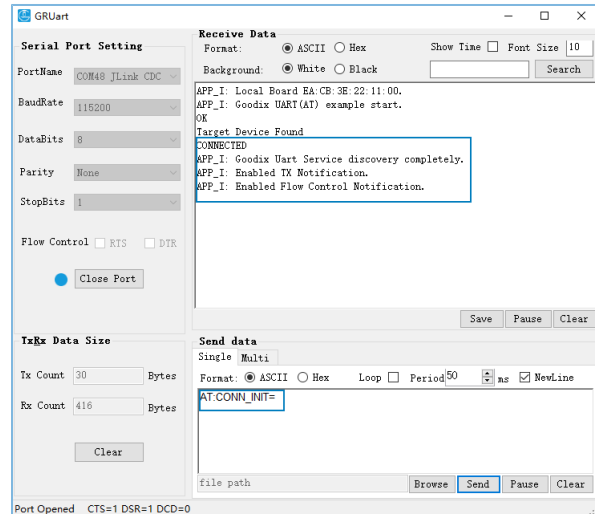 GRUart
Serial Port Setting
PortName COM48 JLink CDC
BaudRate 115200
DataBits 8
Parity None
StopBits 1
Flow Control RTS DTR
Close Port
TxRx Data Size
Tx Count 30 Bytes
Rx Count 416 Bytes
Clear
Receive Data
Format: ASCII Hex Show Time Font Size 10
Background: White Black Search
APP_I: Local Board EA:CB:3E:22:11:00.
APP_I: Goodix UART(AT) example start.
OK
Target Device Found
CONNECTED
APP_I: Goodix Uart Service discovery completely.
APP_I: Enabled TX Notification.
APP_I: Enabled Flow Control Notification.
Save Pause Clear
Send data
Single Multi
Format: ASCII Hex Loop Period 50 ms NewLine
AT:CONN_INIT=
file path Browse Send Pause Clear
Port Opened CTS=1 DSR=1 DCD=0